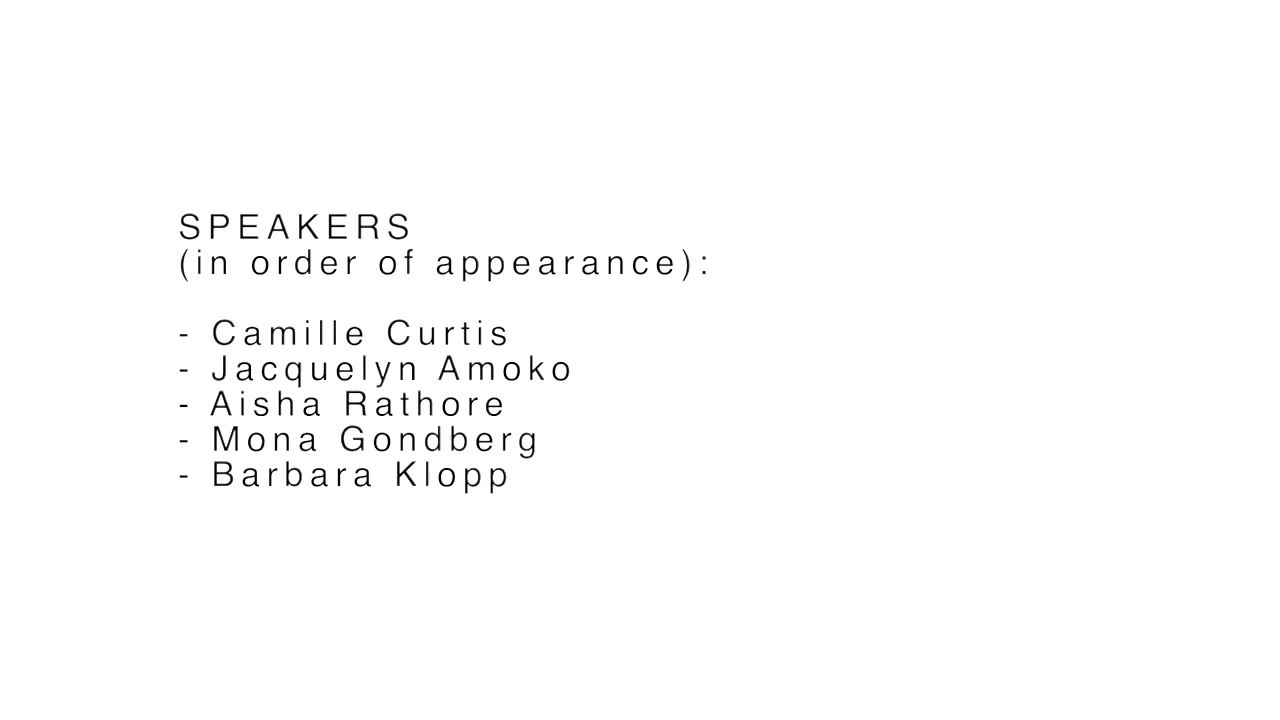 SPEAKERS
(in order of appearance):
- Camille Curtis
- Jacquelyn Amoko
- Aisha Rathore
- Mona Gondberg
- Barbara Klopp